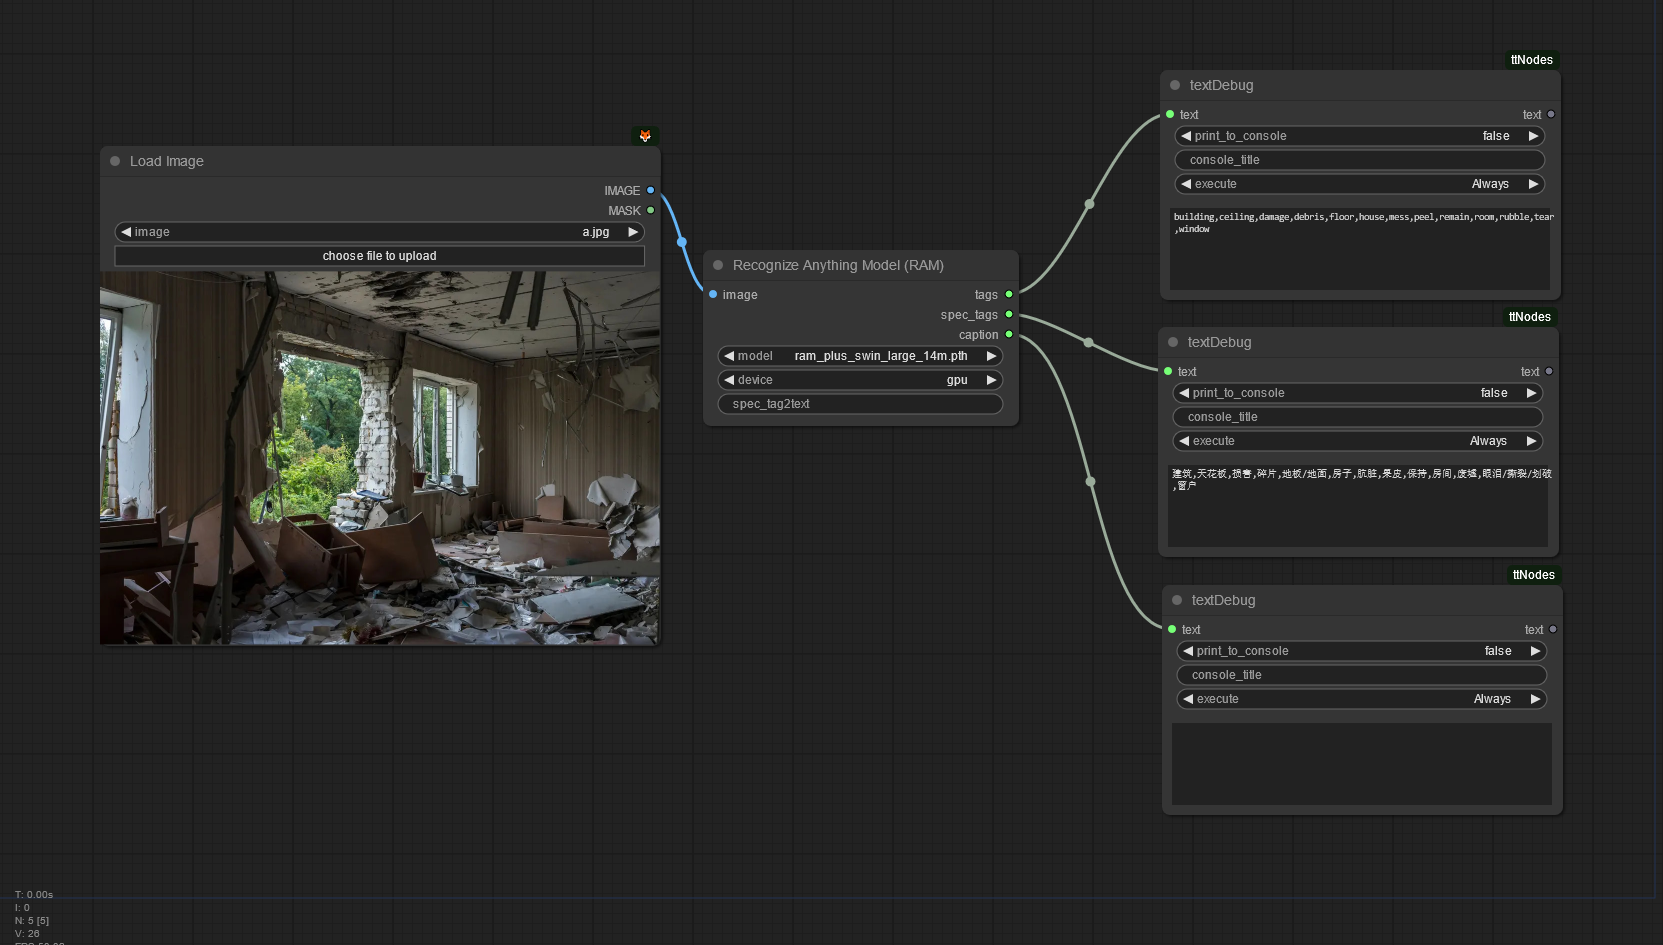 Load Image
IMAGE
MASK
image a.jpg
choose file to upload
Recognize Anything Model (RAM)
image tags
spec_tags
caption
model ram_plus_swin_large_14m.pth
device gpu
spec_tag2text
ttNodes
textDebug
text text
print_to_console false
console_title
execute Always
building,ceiling,damage,debris,floor,house,mess,peel,remain,room,rubble,tear
,window
ttNodes
textDebug
text text
print_to_console false
console_title
execute Always
建筑,天花板,损害,碎片,地板/地面,房子,肮脏,果皮,保持,房间,废墟,眼泪/撕裂/划破
,窗户
ttNodes
textDebug
text text
print_to_console false
console_title
execute Always
T: 0.00s
I: 0
N: 5 [5]
V: 26